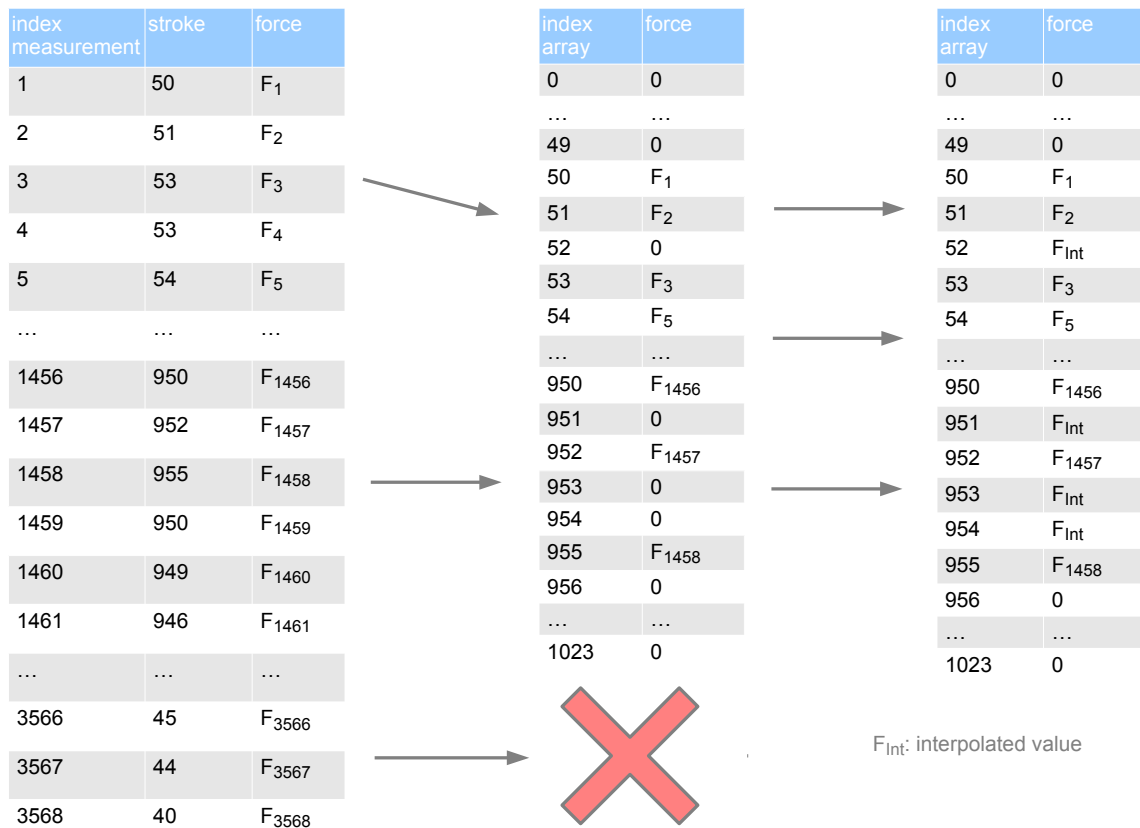 index measurement stroke force
1 50 F1
2 51 F2
3 53 F3
4 53 F4
5 54 F5
… … …
1456 950 F1456
1457 952 F1457
1458 955 F1458
1459 950 F1459
1460 949 F1460
1461 946 F1461
… … …
3566 45 F3566
3567 44 F3567
3568 40 F3568
index array force
0 0
… …
49 0
50 F1
51 F2
52 0
53 F3
54 F5
… …
950 F1456
951 0
952 F1457
953 0
954 0
955 F1458
956 0
… …
1023 0
index array force
0 0
… …
49 0
50 F1
51 F2
52 FInt
53 F3
54 F5
… …
950 F1456
951 FInt
952 F1457
953 FInt
954 FInt
955 F1458
956 0
… …
1023 0
FInt: interpolated value